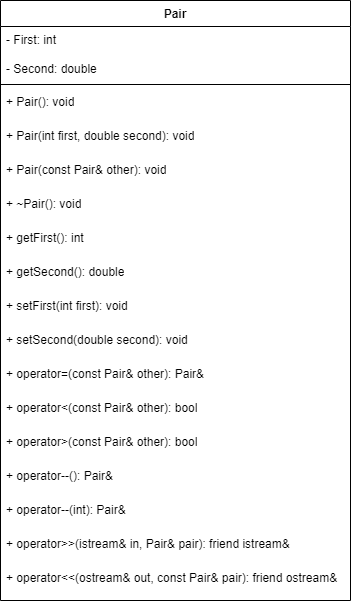 Pair
- First: int
- Second: double
+ Pair(): void
+ Pair(int first, double second): void
+ Pair(const Pair& other): void
+ ~Pair(): void
+ getFirst(): int
+ getSecond(): double
+ setFirst(int first): void
+ setSecond(double second): void
+ operator=(const Pair& other): Pair&
+ operator<(const Pair& other): bool
+ operator>(const Pair& other): bool
+ operator--(): Pair&
+ operator--(int): Pair&
+ operator>>(istream& in, Pair& pair): friend istream&
+ operator<<(ostream& out, const Pair& pair): friend ostream&